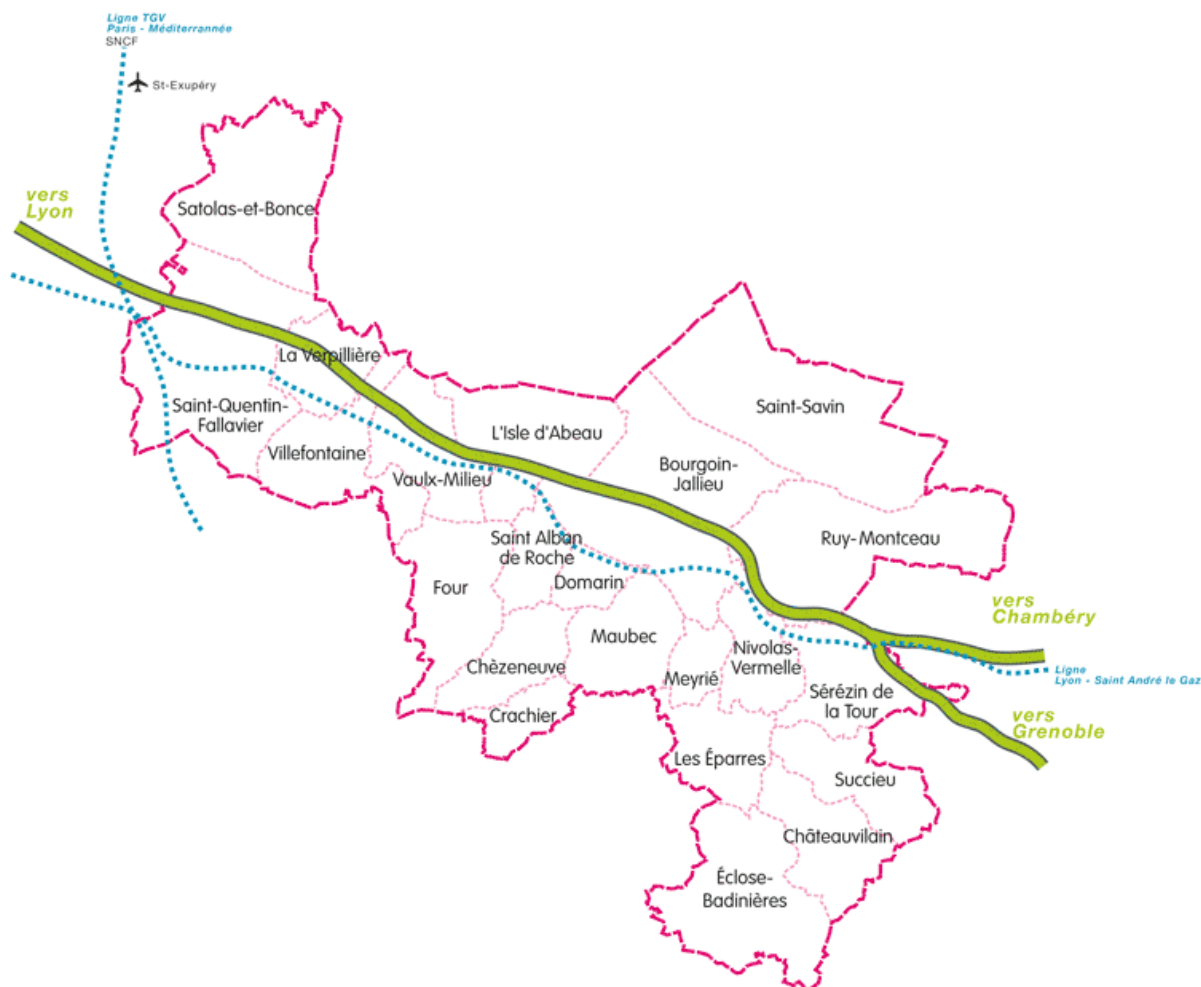 Ligne TGV
Paris - Méditerrannée
SNCF
St-Exupéry
vers
Lyon
Satolas-et-Bonce
La Verpillière
Saint-Quentin-
Fallavier
Villefontaine
L'Isle d'Abeau
Saint-Savin
Bourgoin-
Jallieu
Vaulx-Milieu
Ruy-Montceau
Saint Alban
de Roche
Domarin
Four
vers
Chambéry
Maubec
Nivolas-
Vermelle
Chèzeneuve
Meyrié
Ligne
Lyon - Saint André le Gaz
Sérézin de
la Tour
Crachier
vers
Grenoble
Les Éparres
Succieu
Châteauvilain
Éclose-
Badinières